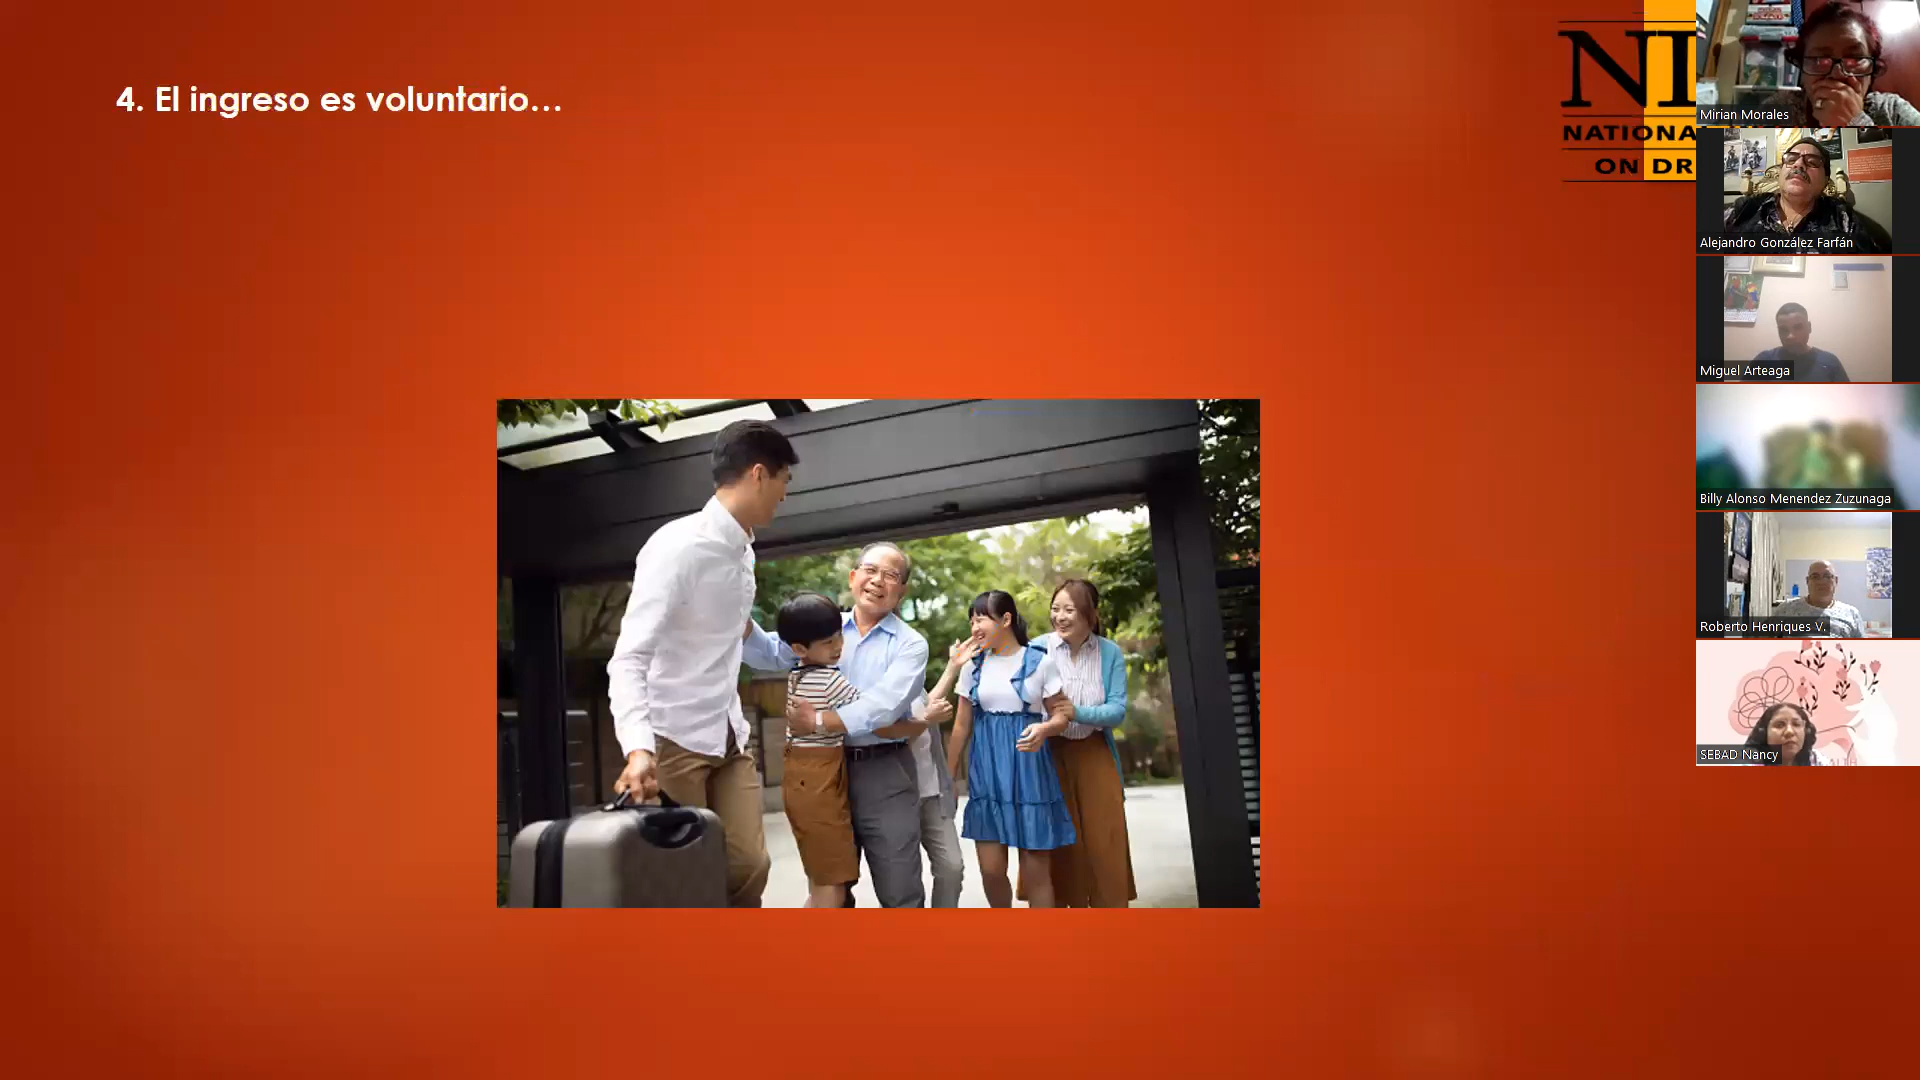 4. El ingreso es voluntario...
NI
NATIONA
ON DR
Mirian Morales
Alejandro González Farfán
Miguel Arteaga
Billy Alonso Menendez Zuzunaga
Roberto Henriques V.
SEBAD Nancy